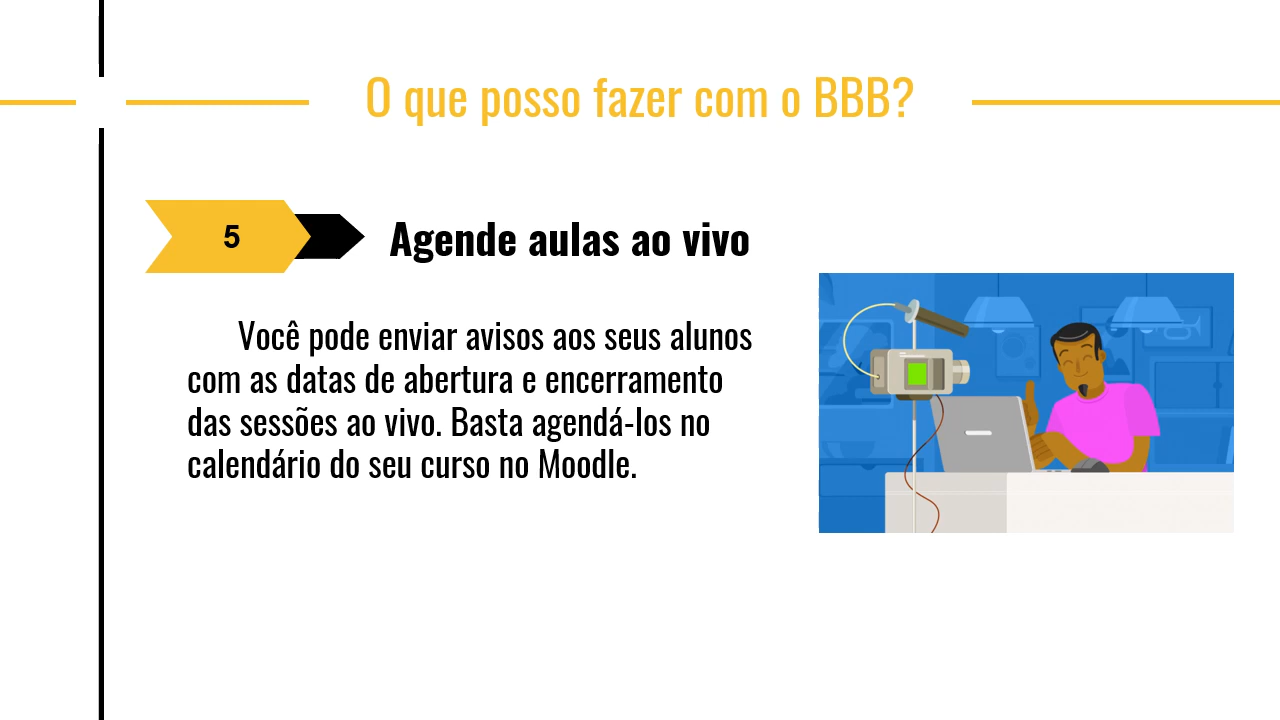 O que posso fazer com o BBB?
5
Agende aulas ao vivo
Você pode enviar avisos aos seus alunos
com as datas de abertura e encerramento
das sessões ao vivo. Basta agendá-los no
calendário do seu curso no Moodle.